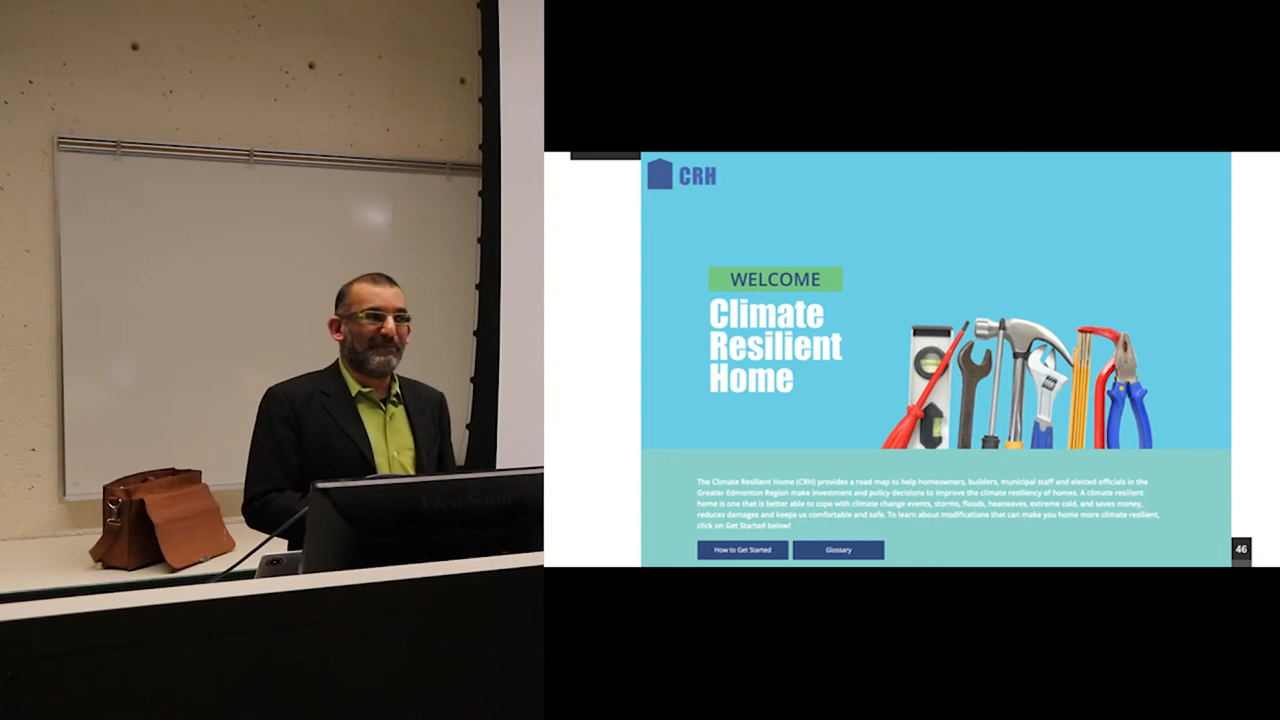 CRH
WELCOME
Climate
Resilient
Home
The Climate Resilient Home (CRH) provides a road map to help homeowners, builders, municipal staff and elected officials in the
Greater Edmonton Region make investment and policy decisions to improve the climate resiliency of homes. A climate resilient
home is one that is better able to cope with climate change events, storms, floods, heatwaves, extreme cold, and saves money,
reduces damages and keeps us comfortable and safe. To learn about modifications that can make you home more climate resilient,
click on Get Started below!
How to Get Started
Glossary
46
ViewSonic